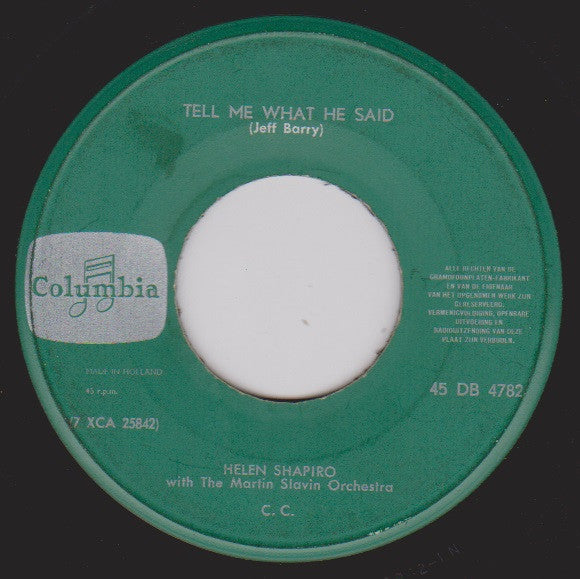 TELL ME WHAT HE SAID
(Jeff Barry)
Columbia
ALLE RECHTEN VAN DE
GRAMOFOONPLATEN-FABRIKANT
EN VAN DE EIGENAAR
VAN HET OPGENOMEN WERK ZIJN
GERESERVEERD.
VERMENIGVULDIGING, OPENBARE
UITVOERING EN
RADIOUITZENDING VAN DEZE
PLAAT ZIJN VERBODEN.
MADE IN HOLLAND
45 r.p.m.
45 DB 4782
(7 XCA 25842)
HELEN SHAPIRO
with The Martin Slavin Orchestra
C. C.